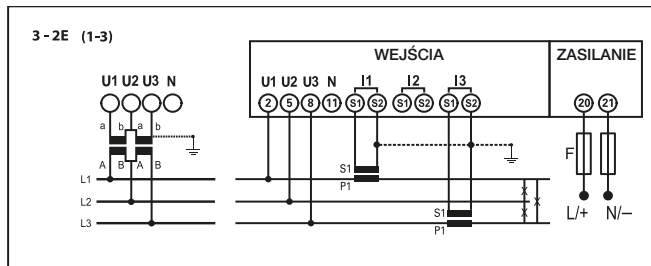 3 - 2E (1-3)
WEJŚCIA
ZASILANIE
U1 U2 U3 N
U1 U2 U3 N I1 I2 I3
2 5 8 11 S1 S2 S1 S2 S1 S2
20 21
a b a b
A B A B
F
S1
P1
L1
L2
L3
S1
P1
L/+ N/–